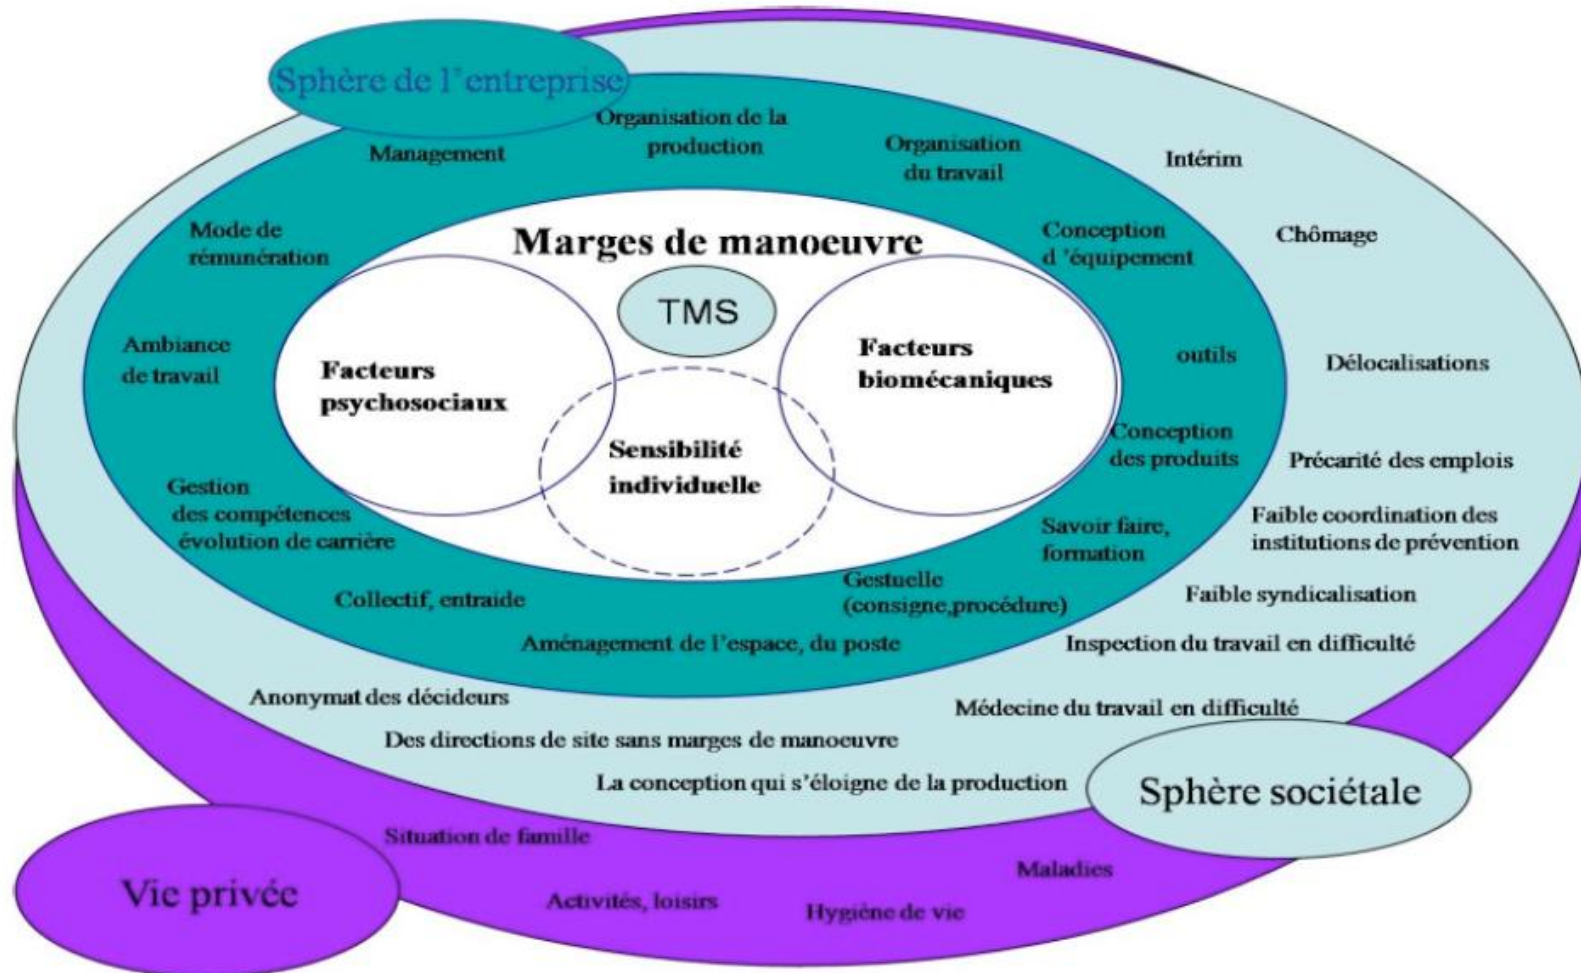 Sphère de l'entreprise
Organisation de la
production
Management
Organisation
du travail
Intérim
Mode de
rémunération
Marges de manoeuvre
Conception
d 'équipement
Chômage
TMS
Ambiance
de travail
Facteurs
psychosociaux
Facteurs
biomécaniques
outils
Délocalisations
Sensibilité
individuelle
Conception
des produits
Précarité des emplois
Gestion
des compétences
évolution de carrière
Savoir faire,
formation
Faible coordination des
institutions de prévention
Collectif, entraide
Gestuelle
(consigne,procédure)
Faible syndicalisation
Aménagement de l'espace, du poste
Inspection du travail en difficulté
Anonymat des décideurs
Médecine du travail en difficulté
Des directions de site sans marges de manoeuvre
La conception qui s'éloigne de la production
Sphère sociétale
Situation de famille
Vie privée
Maladies
Activités, loisirs
Hygiène de vie